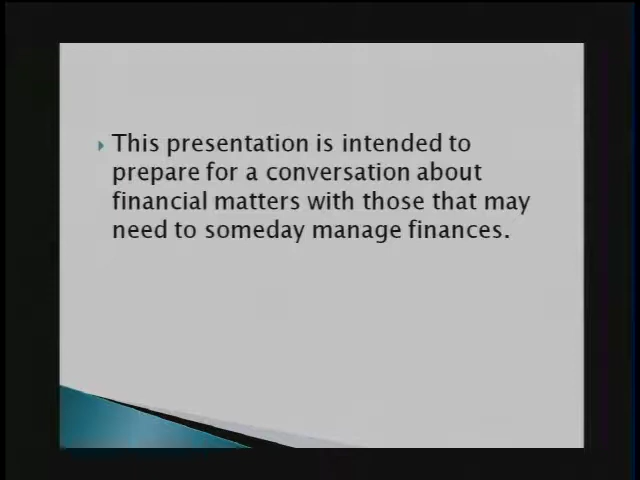 This presentation is intended to
prepare for a conversation about
financial matters with those that may
need to someday manage finances.